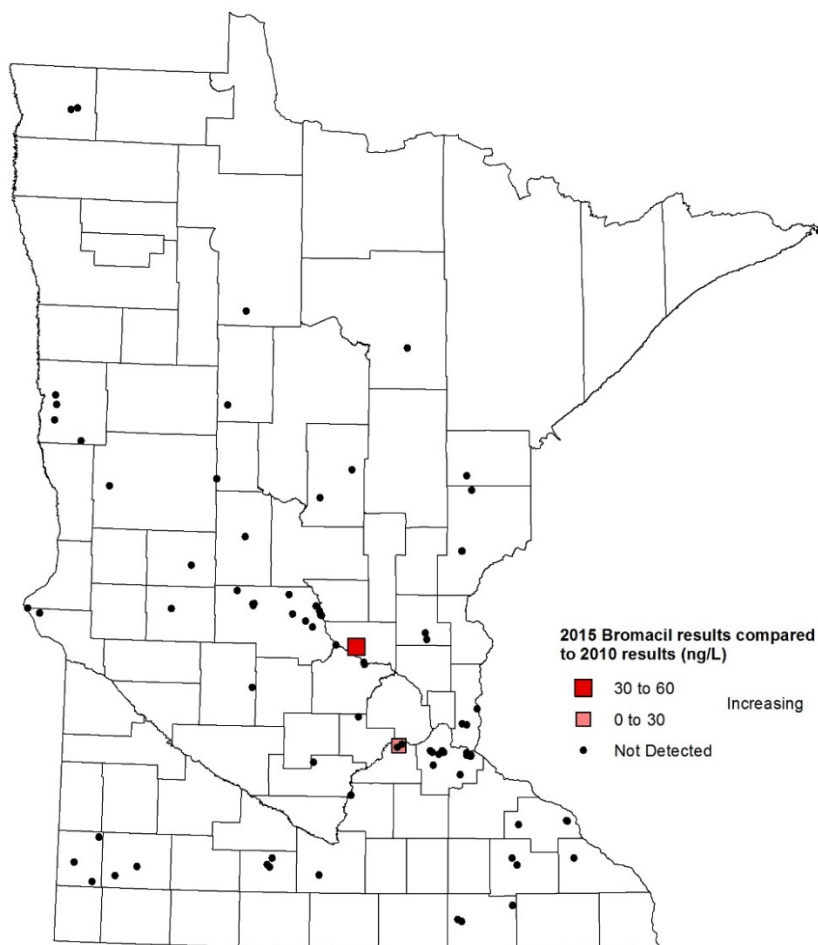 2015 Bromacil results compared
to 2010 results (ng/L)
30 to 60
Increasing
0 to 30
Not Detected